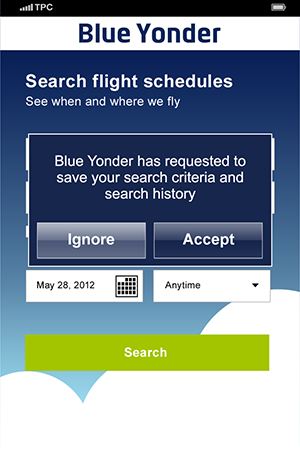 TPC
Blue Yonder
Search flight schedules
See when and where we fly
Blue Yonder has requested to
save your search criteria and
search history
Ignore Accept
May 28, 2012 Anytime
Search